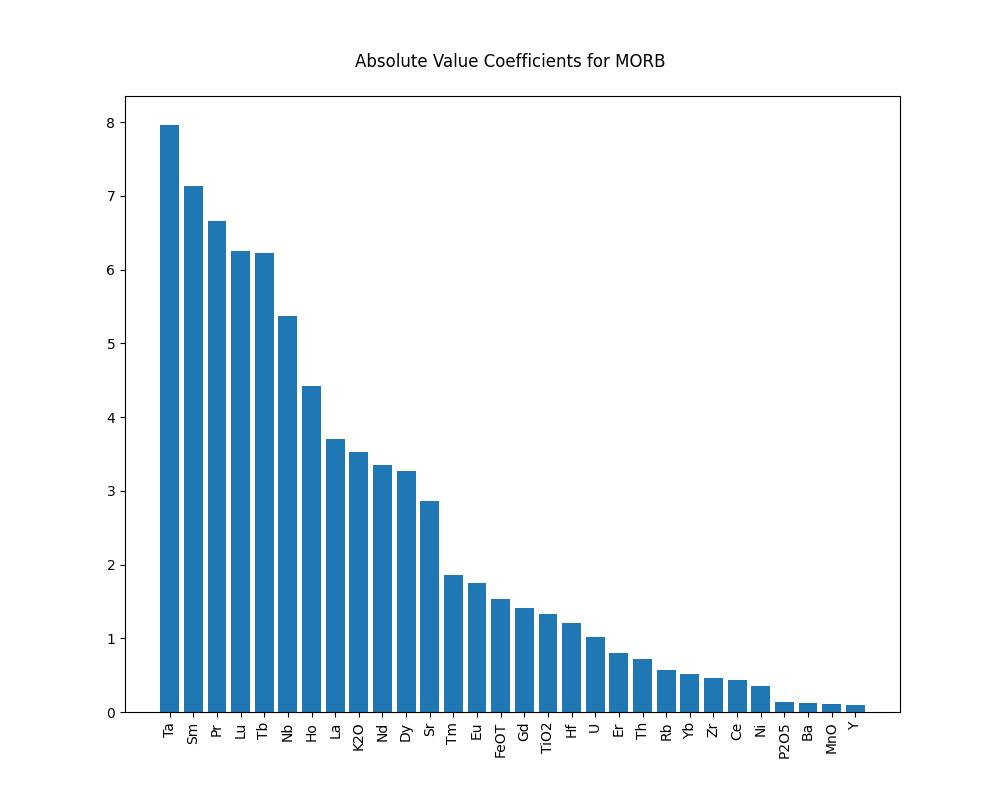 Absolute Value Coefficients for MORB
8
7
6
5
4
3
2
1
0
Ta
Sm
Pr
Lu
Tb
Nb
Ho
La
K2O
Nd
Dy
Sr
Tm
Eu
FeOT
Gd
TiO2
Hf
U
Er
Th
Rb
Yb
Zr
Ce
Ni
P2O5
Ba
MnO
Y